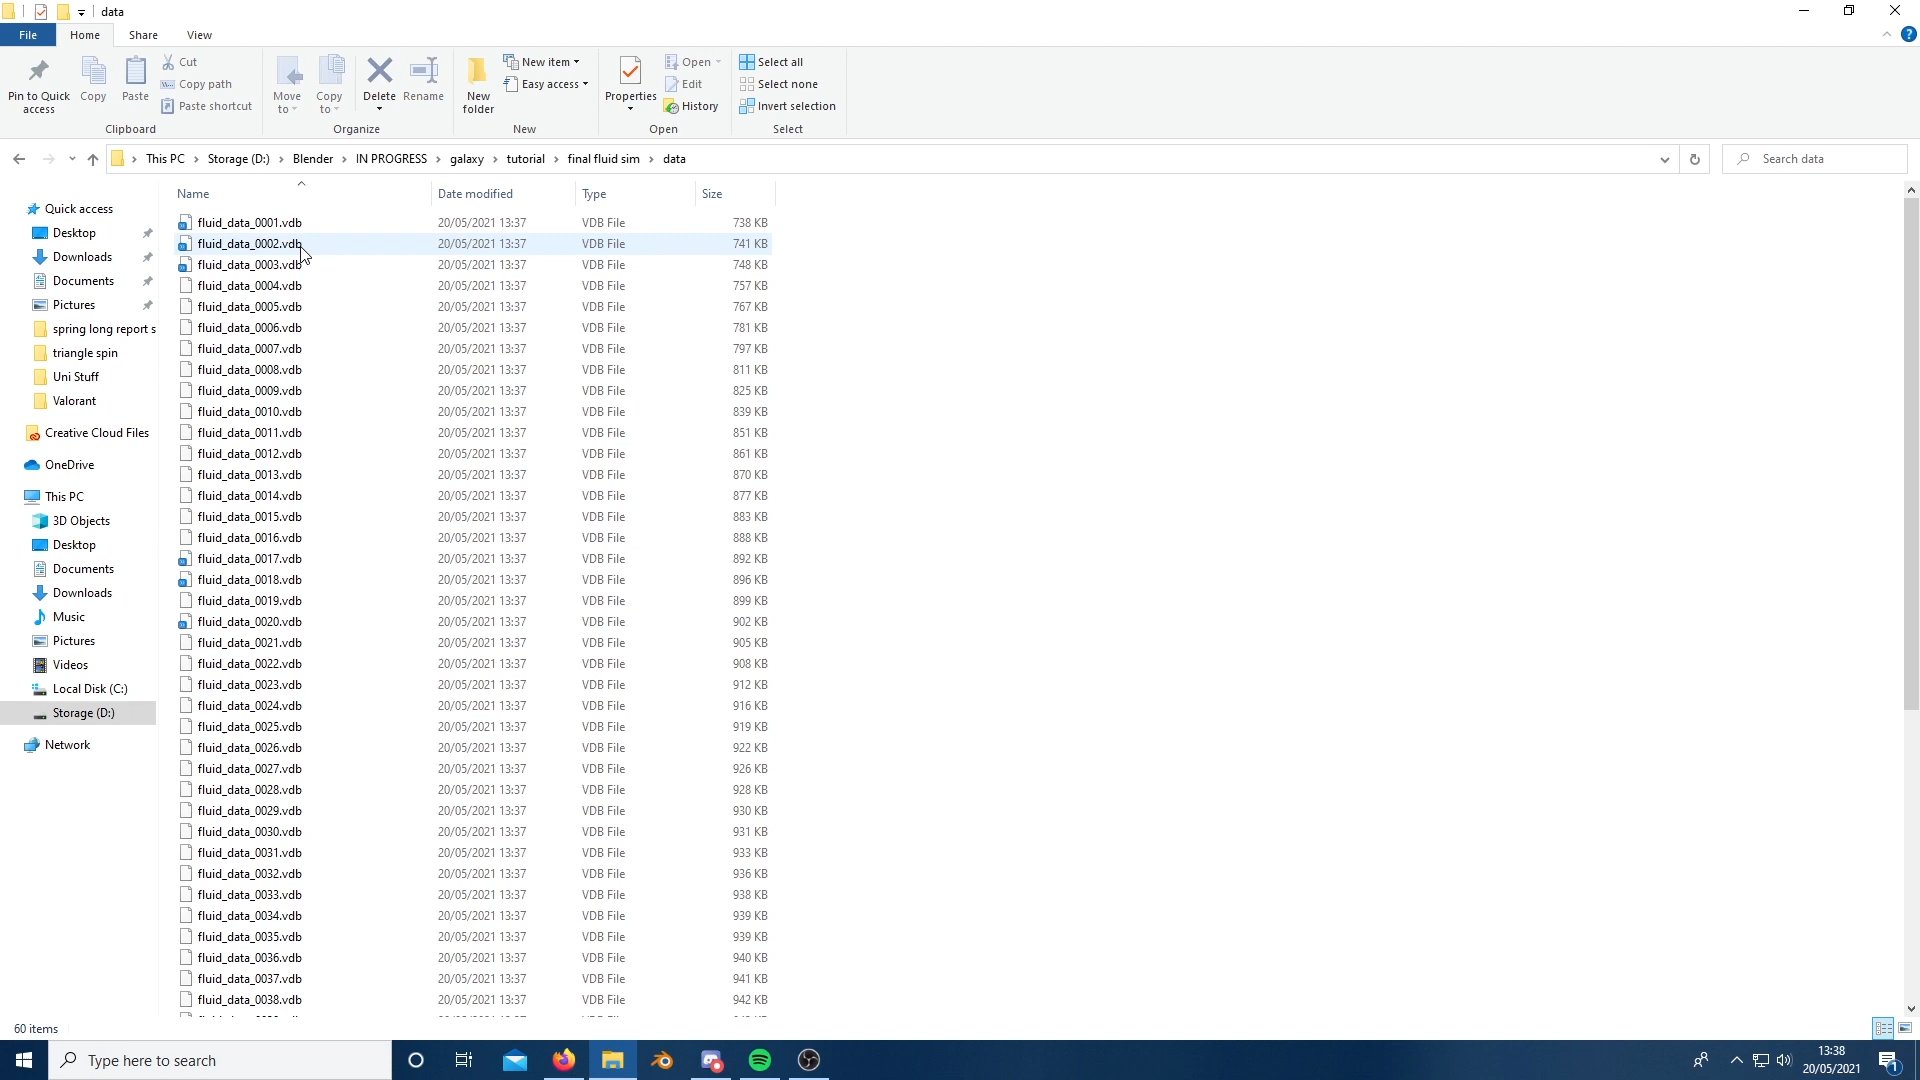 data
File Home Share View
Pin to Quick access
Copy
Paste
Cut
Copy path
Paste shortcut
Clipboard
Move to
Copy to
Delete
Rename
Organize
New folder
New item
Easy access
New
Properties
Open
Edit
History
Open
Select all
Select none
Invert selection
Select
This PC > Storage (D:) > Blender > IN PROGRESS > galaxy > tutorial > final fluid sim > data
Search data
Quick access
Desktop
Downloads
Documents
Pictures
spring long report s
triangle spin
Uni Stuff
Valorant
Creative Cloud Files
OneDrive
This PC
3D Objects
Desktop
Documents
Downloads
Music
Pictures
Videos
Local Disk (C:)
Storage (D:)
Network
Name Date modified Type Size
fluid_data_0001.vdb 20/05/2021 13:37 VDB File 738 KB
fluid_data_0002.vdb 20/05/2021 13:37 VDB File 741 KB
fluid_data_0003.vdb 20/05/2021 13:37 VDB File 748 KB
fluid_data_0004.vdb 20/05/2021 13:37 VDB File 757 KB
fluid_data_0005.vdb 20/05/2021 13:37 VDB File 767 KB
fluid_data_0006.vdb 20/05/2021 13:37 VDB File 781 KB
fluid_data_0007.vdb 20/05/2021 13:37 VDB File 797 KB
fluid_data_0008.vdb 20/05/2021 13:37 VDB File 811 KB
fluid_data_0009.vdb 20/05/2021 13:37 VDB File 825 KB
fluid_data_0010.vdb 20/05/2021 13:37 VDB File 839 KB
fluid_data_0011.vdb 20/05/2021 13:37 VDB File 851 KB
fluid_data_0012.vdb 20/05/2021 13:37 VDB File 861 KB
fluid_data_0013.vdb 20/05/2021 13:37 VDB File 870 KB
fluid_data_0014.vdb 20/05/2021 13:37 VDB File 877 KB
fluid_data_0015.vdb 20/05/2021 13:37 VDB File 883 KB
fluid_data_0016.vdb 20/05/2021 13:37 VDB File 888 KB
fluid_data_0017.vdb 20/05/2021 13:37 VDB File 892 KB
fluid_data_0018.vdb 20/05/2021 13:37 VDB File 896 KB
fluid_data_0019.vdb 20/05/2021 13:37 VDB File 899 KB
fluid_data_0020.vdb 20/05/2021 13:37 VDB File 902 KB
fluid_data_0021.vdb 20/05/2021 13:37 VDB File 905 KB
fluid_data_0022.vdb 20/05/2021 13:37 VDB File 908 KB
fluid_data_0023.vdb 20/05/2021 13:37 VDB File 912 KB
fluid_data_0024.vdb 20/05/2021 13:37 VDB File 916 KB
fluid_data_0025.vdb 20/05/2021 13:37 VDB File 919 KB
fluid_data_0026.vdb 20/05/2021 13:37 VDB File 922 KB
fluid_data_0027.vdb 20/05/2021 13:37 VDB File 926 KB
fluid_data_0028.vdb 20/05/2021 13:37 VDB File 928 KB
fluid_data_0029.vdb 20/05/2021 13:37 VDB File 930 KB
fluid_data_0030.vdb 20/05/2021 13:37 VDB File 931 KB
fluid_data_0031.vdb 20/05/2021 13:37 VDB File 933 KB
fluid_data_0032.vdb 20/05/2021 13:37 VDB File 936 KB
fluid_data_0033.vdb 20/05/2021 13:37 VDB File 938 KB
fluid_data_0034.vdb 20/05/2021 13:37 VDB File 939 KB
fluid_data_0035.vdb 20/05/2021 13:37 VDB File 939 KB
fluid_data_0036.vdb 20/05/2021 13:37 VDB File 940 KB
fluid_data_0037.vdb 20/05/2021 13:37 VDB File 941 KB
fluid_data_0038.vdb 20/05/2021 13:37 VDB File 942 KB
60 items
Type here to search
13:38
20/05/2021
1